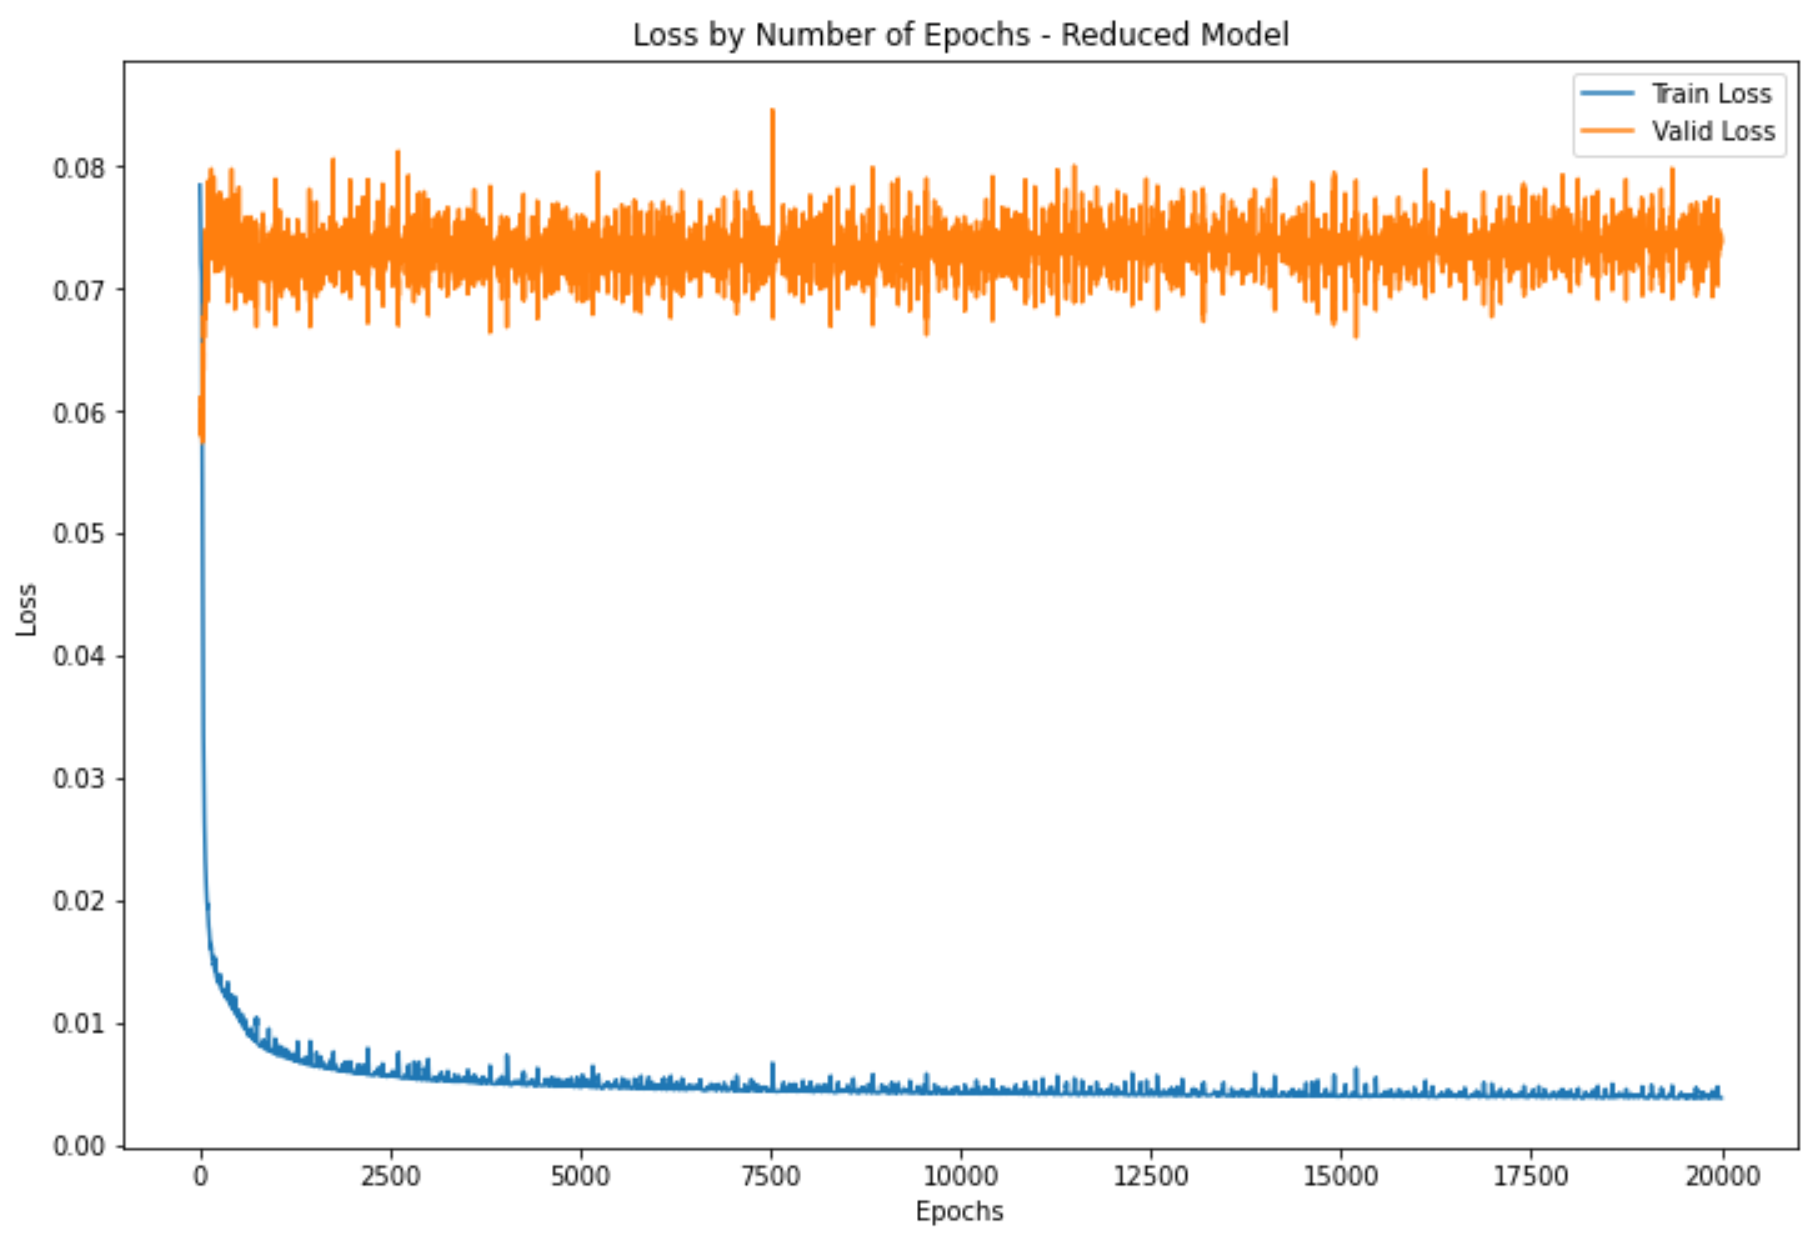 Loss by Number of Epochs - Reduced Model
Train Loss
Valid Loss
0.08
0.07
0.06
0.05
0.04
0.03
0.02
0.01
0.00
Loss
0 2500 5000 7500 10000 12500 15000 17500 20000
Epochs